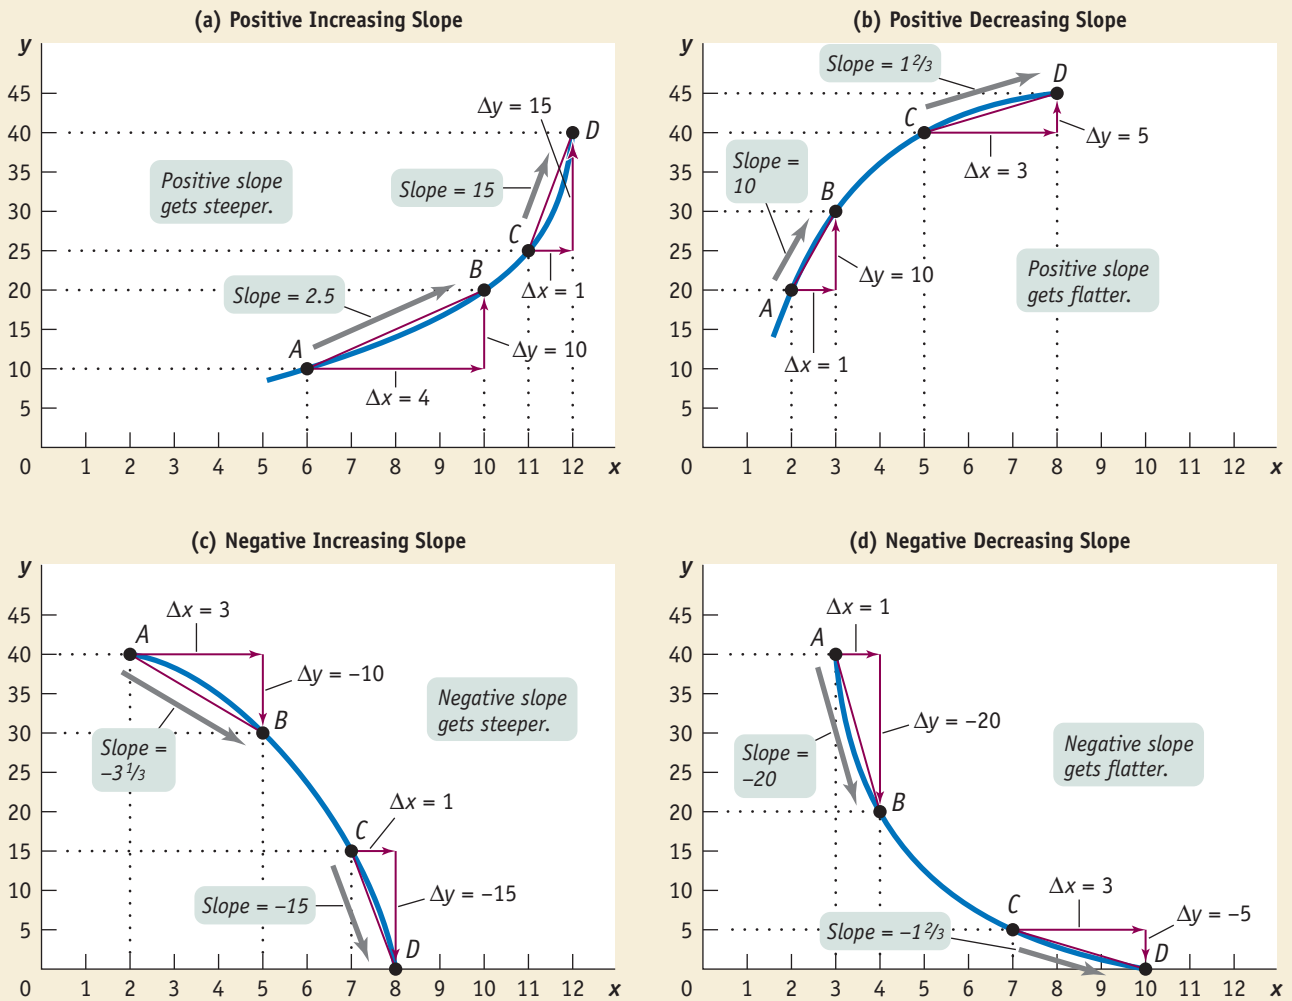 (a) Positive Increasing Slope
y
45
40
35
30
25
20
15
10
5
0
1 2 3 4 5 6 7 8 9 10 11 12 x
Positive slope
gets steeper.
Δy = 15
D
Slope = 15
C
B
Δx = 1
Slope = 2.5
A
Δy = 10
Δx = 4
(b) Positive Decreasing Slope
y
45
40
35
30
25
20
15
10
5
0
1 2 3 4 5 6 7 8 9 10 11 12 x
Slope = 1 2/3
D
C
Δy = 5
Δx = 3
Slope =
10
B
Δy = 10
A
Δx = 1
Positive slope
gets flatter.
(c) Negative Increasing Slope
y
45
40
35
30
25
20
15
10
5
0
1 2 3 4 5 6 7 8 9 10 11 12 x
Δx = 3
A
Δy = –10
B
Negative slope
gets steeper.
Slope =
–3 1/3
Δx = 1
C
Slope = –15
Δy = –15
D
(d) Negative Decreasing Slope
y
45
40
35
30
25
20
15
10
5
0
1 2 3 4 5 6 7 8 9 10 11 12 x
Δx = 1
A
Δy = –20
Slope =
–20
B
Negative slope
gets flatter.
Δx = 3
C
Δy = –5
Slope = –1 2/3
D